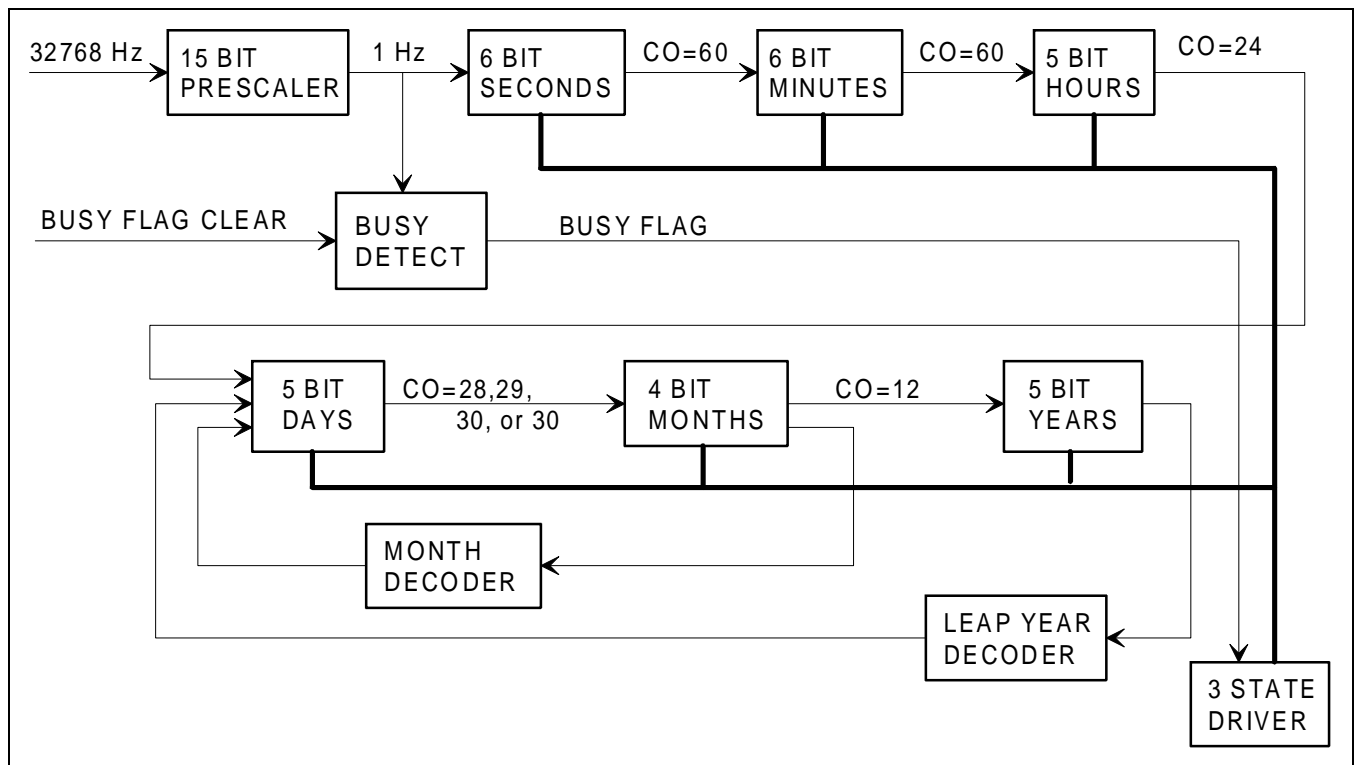 32768 Hz
15 BIT
PRESCALER
1 Hz
6 BIT
SECONDS
CO=60
6 BIT
MINUTES
CO=60
5 BIT
HOURS
CO=24
BUSY FLAG CLEAR
BUSY
DETECT
BUSY FLAG
5 BIT
DAYS
CO=28,29,
30, or 30
4 BIT
MONTHS
CO=12
5 BIT
YEARS
MONTH
DECODER
LEAP YEAR
DECODER
3 STATE
DRIVER